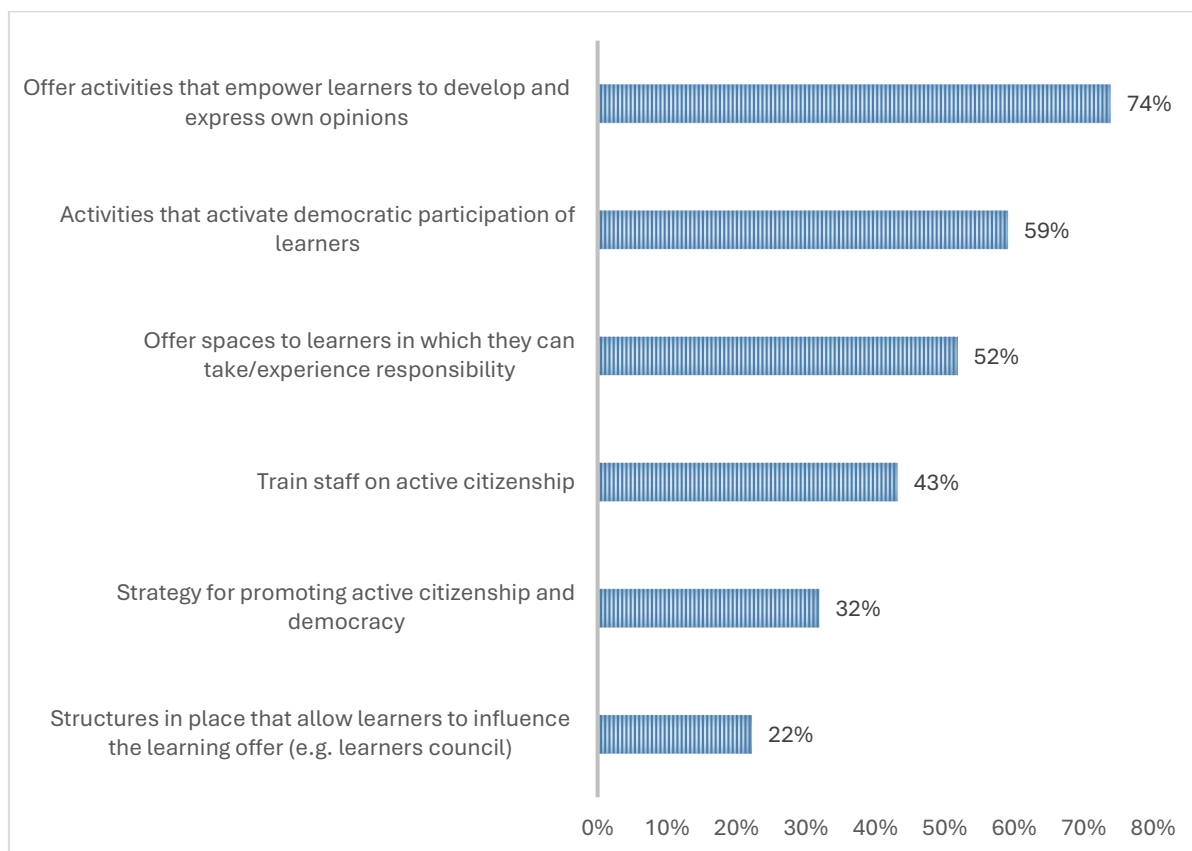 Offer activities that empower learners to develop and
express own opinions
74%
Activities that activate democratic participation of
learners
59%
Offer spaces to learners in which they can
take/experience responsibility
52%
Train staff on active citizenship
43%
Strategy for promoting active citizenship and
democracy
32%
Structures in place that allow learners to influence
the learning offer (e.g. learners council)
22%
0% 10% 20% 30% 40% 50% 60% 70% 80%